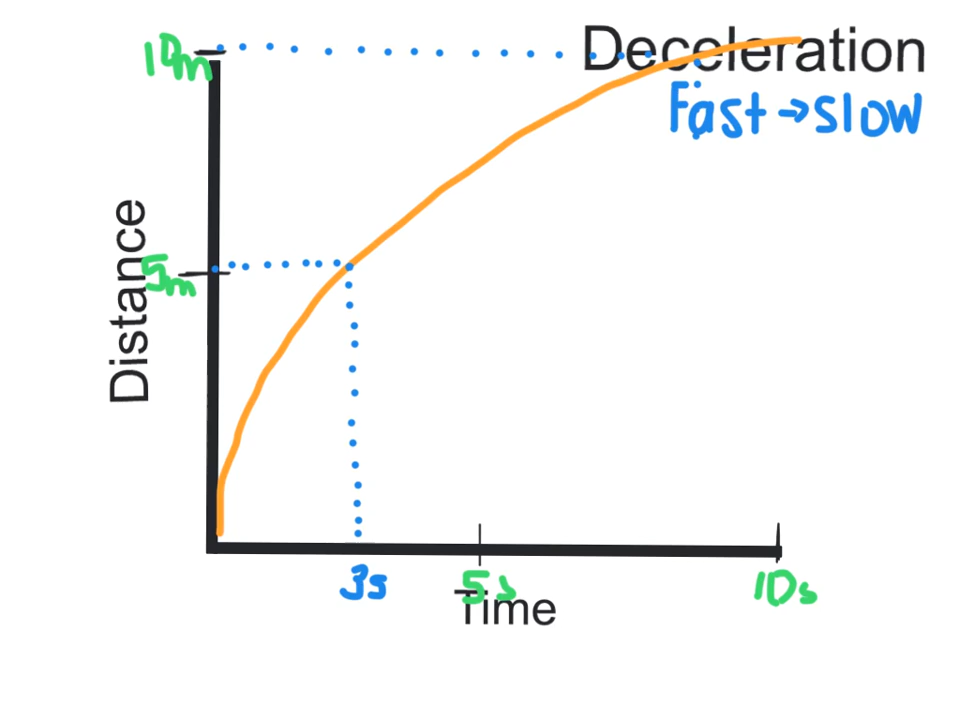 10m
Deceleration
Fast → slow
Distance
5m
3s
5s
10s
Time